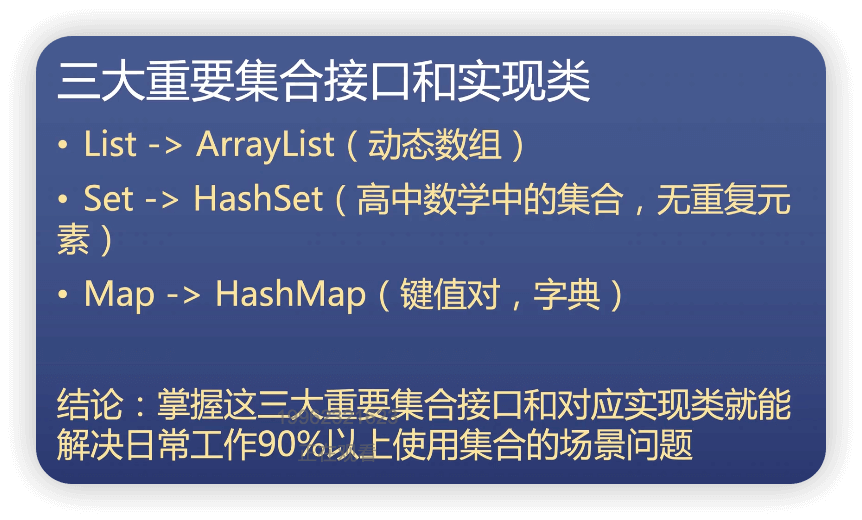 三大重要集合接口和实现类
• List -> ArrayList（动态数组）
• Set -> HashSet（高中数学中的集合，无重复元
素）
• Map -> HashMap（键值对，字典）
结论：掌握这三大重要集合接口和对应实现类就能
解决日常工作90%以上使用集合的场景问题